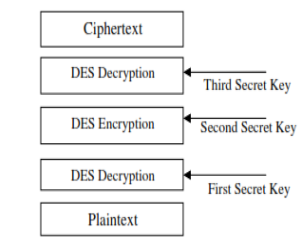 Ciphertext
DES Decryption
Third Secret Key
DES Encryption
Second Secret Key
DES Decryption
First Secret Key
Plaintext